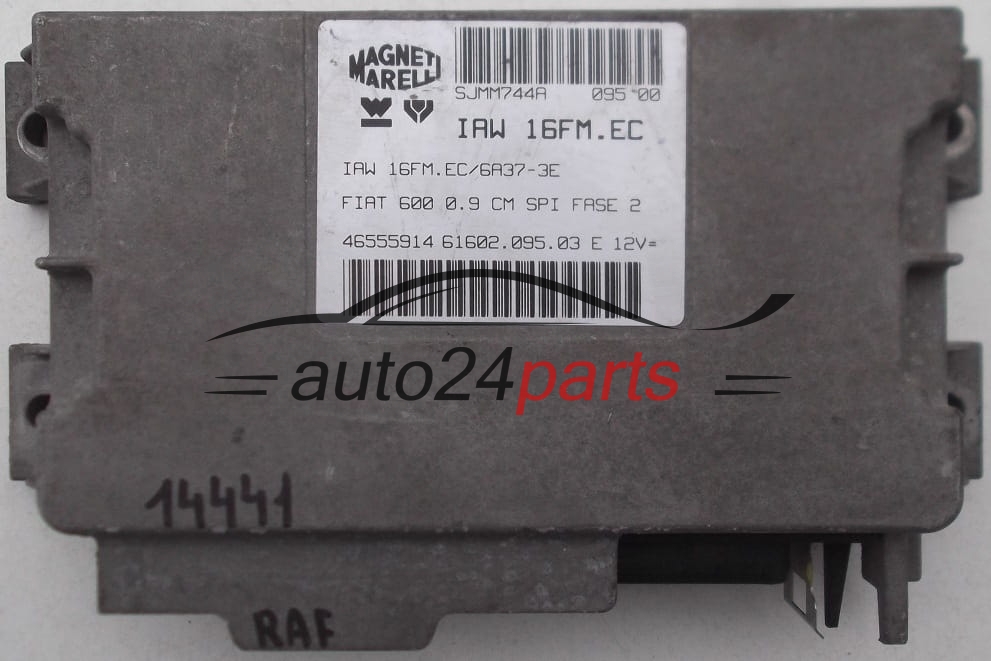 MAGNETI
MARELLI
SJMM744A 095 00
IAW 16FM.EC
IAW 16FM.EC/6A37-3E
FIAT 600 0.9 CM SPI FASE 2
46555914 61602.095.03 E 12V=
auto24parts
14441
RAF